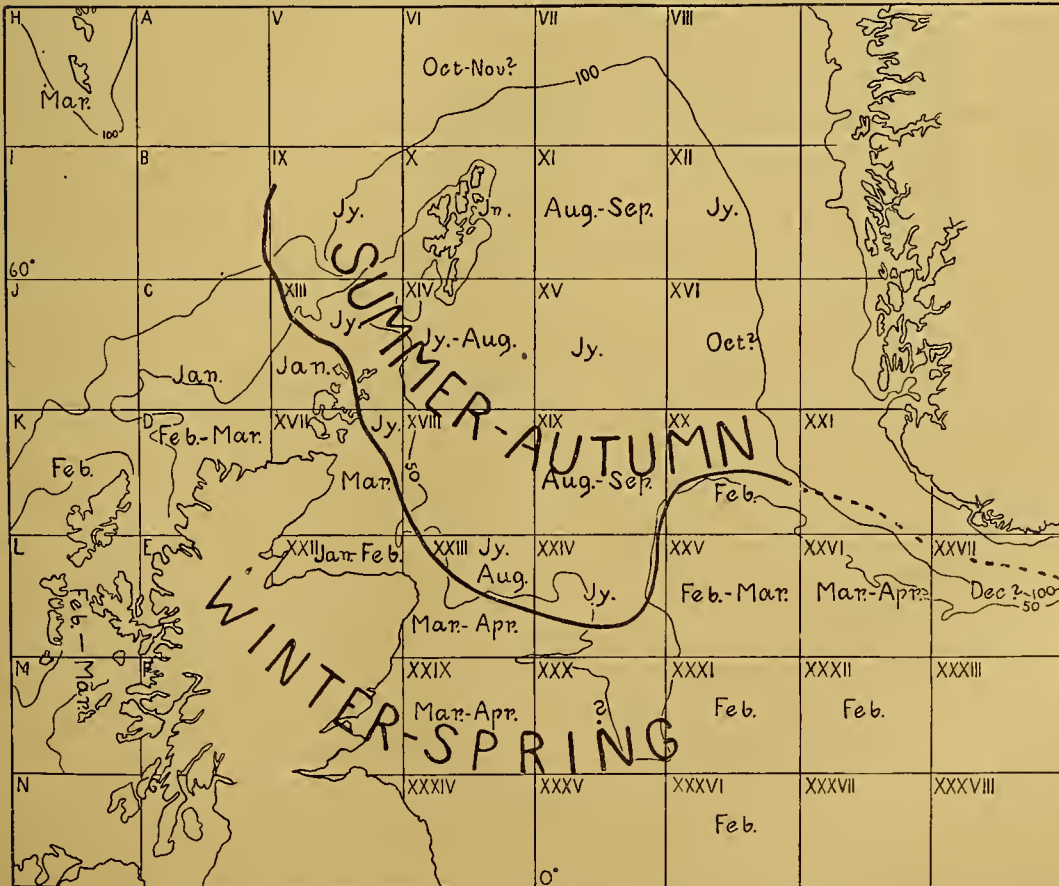 H A V VI VII VIII
Oct-Nov?
100
Mar.
100
I B IX X XI XII
Jy. Jn. Aug.-Sep. Jy.
60°
J C XIII XIV XV XVI
Jy. Jy.-Aug. Jy. Oct?
Jan. Jan.
SUMMER-AUTUMN
K D XVII XVIII XIX XX XXI
Feb.-Mar. Jy.
Feb. Mar. 50 Aug-Sep. Feb.
L E XXII XXIII XXIV XXV XXVI XXVII
Jan-Feb. Jy.
Aug. Jy. Feb.-Mar. Mar-Apr? Dec? 100
50
Feb.-Mar. Mar.-Apr.
WINTER-SPRING
M XXIX XXX XXXI XXXII XXXIII
Mar-Apr. ? Feb. Feb.
N XXXIV XXXV XXXVI XXXVII XXXVIII
Feb.
0°